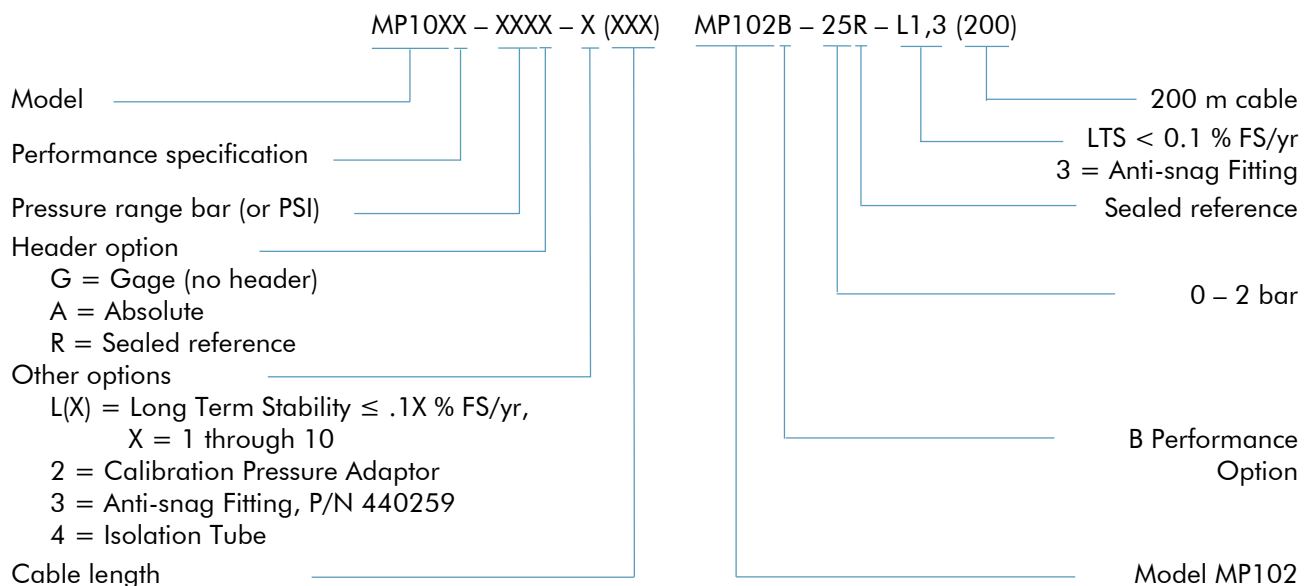 MP10XX – XXXX – X (XXX)
MP102B – 25R – L1,3 (200)
Model
Performance specification
Pressure range bar (or PSI)
Header option
G = Gage (no header)
A = Absolute
R = Sealed reference
Other options
L(X) = Long Term Stability ≤ .1X % FS/yr,
X = 1 through 10
2 = Calibration Pressure Adaptor
3 = Anti-snag Fitting, P/N 440259
4 = Isolation Tube
Cable length
200 m cable
LTS < 0.1 % FS/yr
3 = Anti-snag Fitting
Sealed reference
0 – 2 bar
B Performance
Option
Model MP102